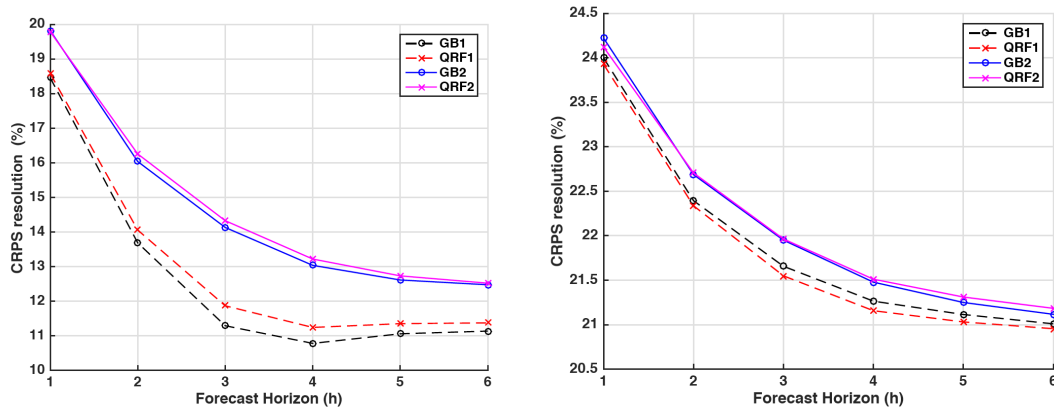 20
19
18
17
16
15
14
13
12
11
10
CRPS resolution (%)
1 2 3 4 5 6
Forecast Horizon (h)
GB1
QRF1
GB2
QRF2
24.5
24
23.5
23
22.5
22
21.5
21
20.5
CRPS resolution (%)
1 2 3 4 5 6
Forecast Horizon (h)
GB1
QRF1
GB2
QRF2